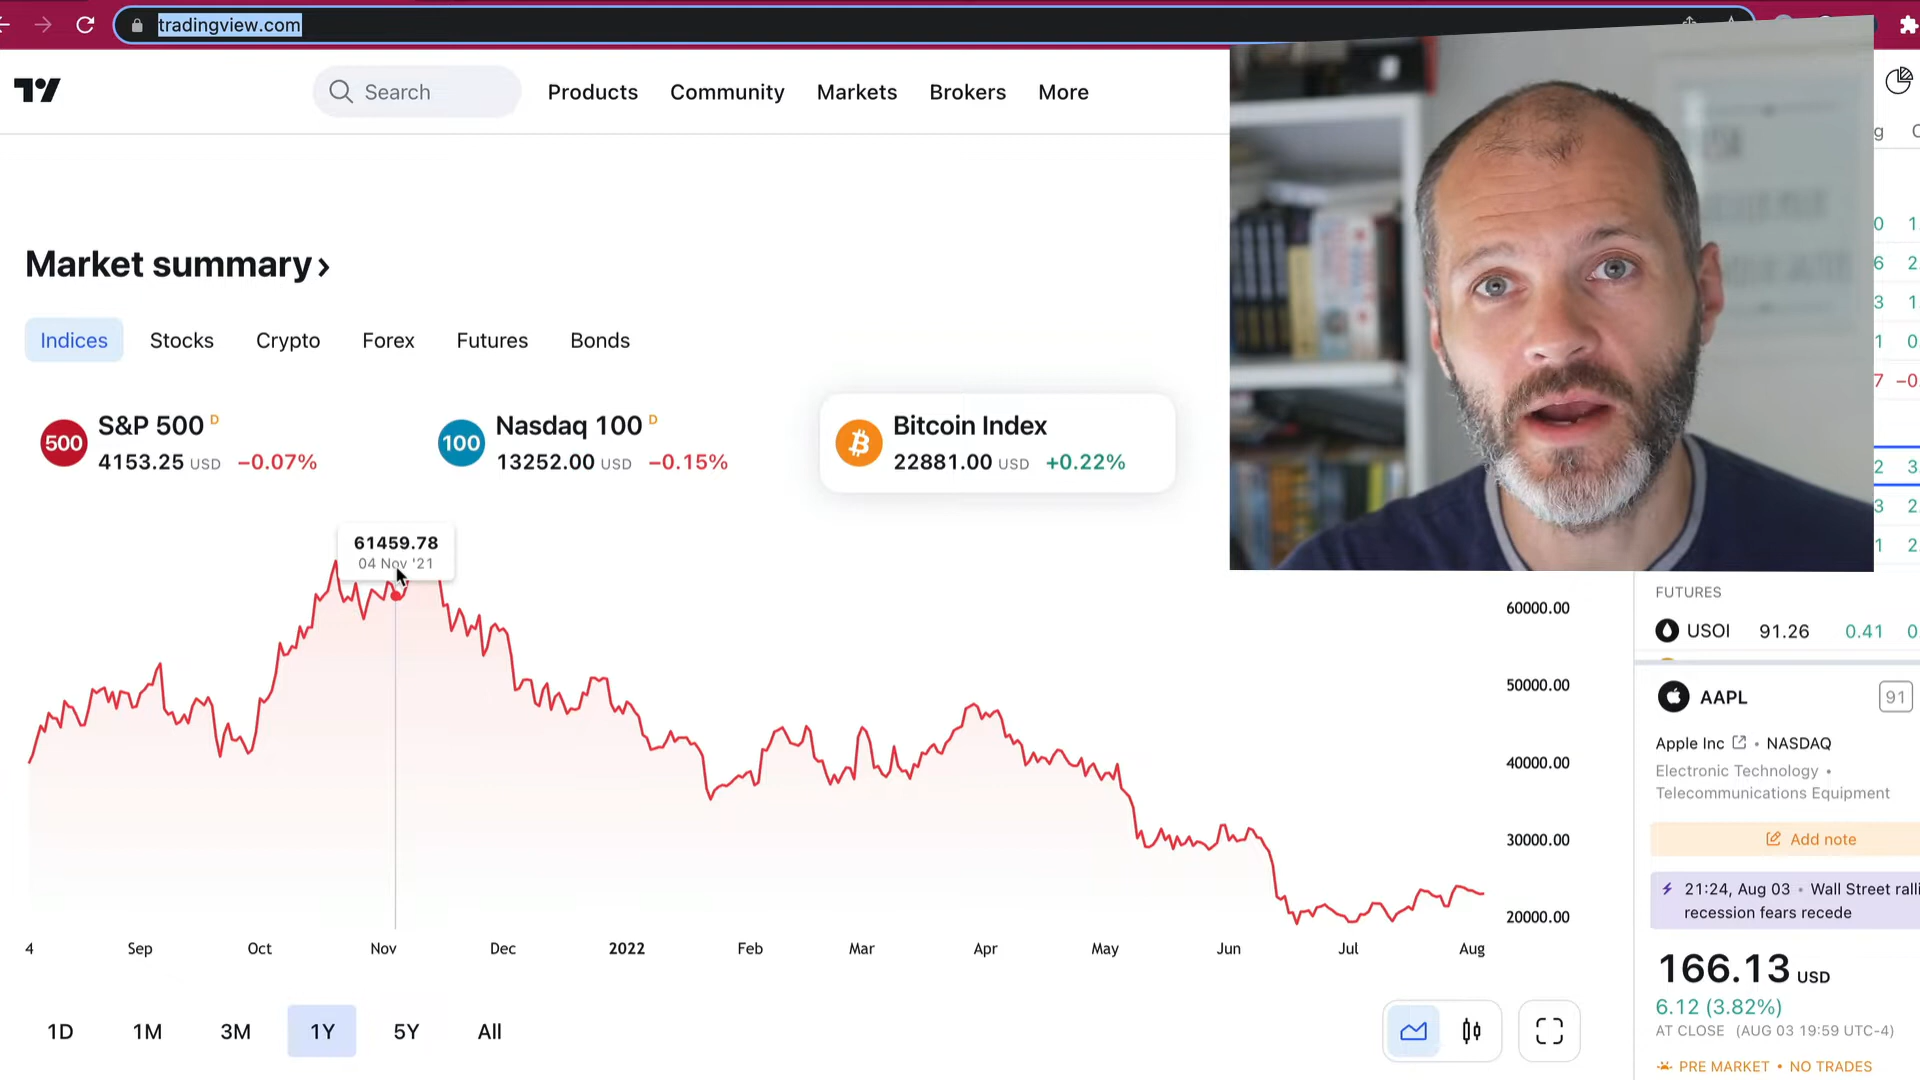 tradingview.com
Search
Products
Community
Markets
Brokers
More
Market summary ›
Indices
Stocks
Crypto
Forex
Futures
Bonds
500
S&P 500 D
4153.25 USD −0.07%
100
Nasdaq 100 D
13252.00 USD −0.15%
Bitcoin Index
22881.00 USD +0.22%
61459.78
04 Nov '21
60000.00
50000.00
40000.00
30000.00
20000.00
4 Sep Oct Nov Dec 2022 Feb Mar Apr May Jun Jul Aug
1D 1M 3M 1Y 5Y All
FUTURES
USOI 91.26 0.41 0
AAPL
91
Apple Inc • NASDAQ
Electronic Technology •
Telecommunications Equipment
Add note
21:24, Aug 03 • Wall Street ralli
recession fears recede
166.13 USD
6.12 (3.82%)
AT CLOSE (AUG 03 19:59 UTC-4)
PRE MARKET • NO TRADES